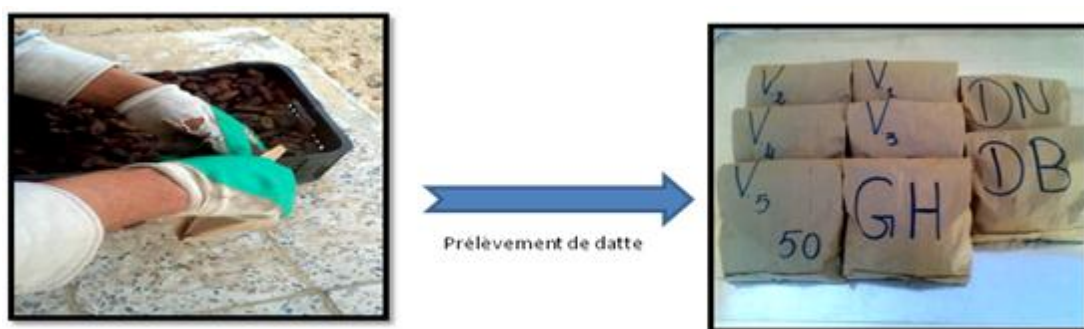 Prélèvement de datte
V2
V1
DN
V4
V3
DB
V5
50
GH